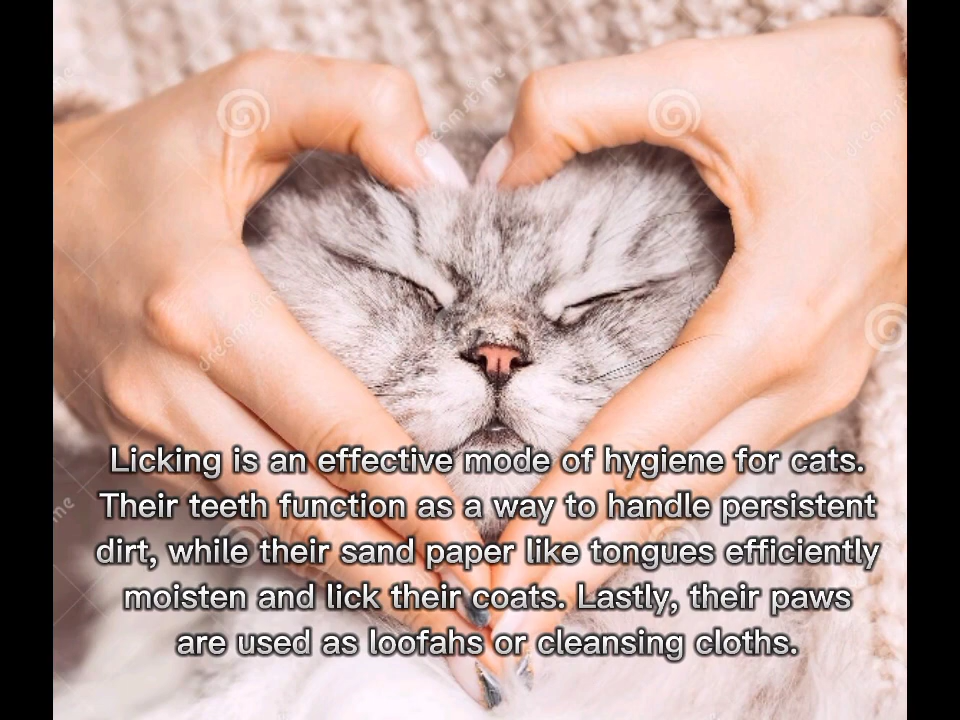 Licking is an effective mode of hygiene for cats.
Their teeth function as a way to handle persistent
dirt, while their sand paper like tongues efficiently
moisten and lick their coats. Lastly, their paws
are used as loofahs or cleansing cloths.
dreamstime
dreamstime